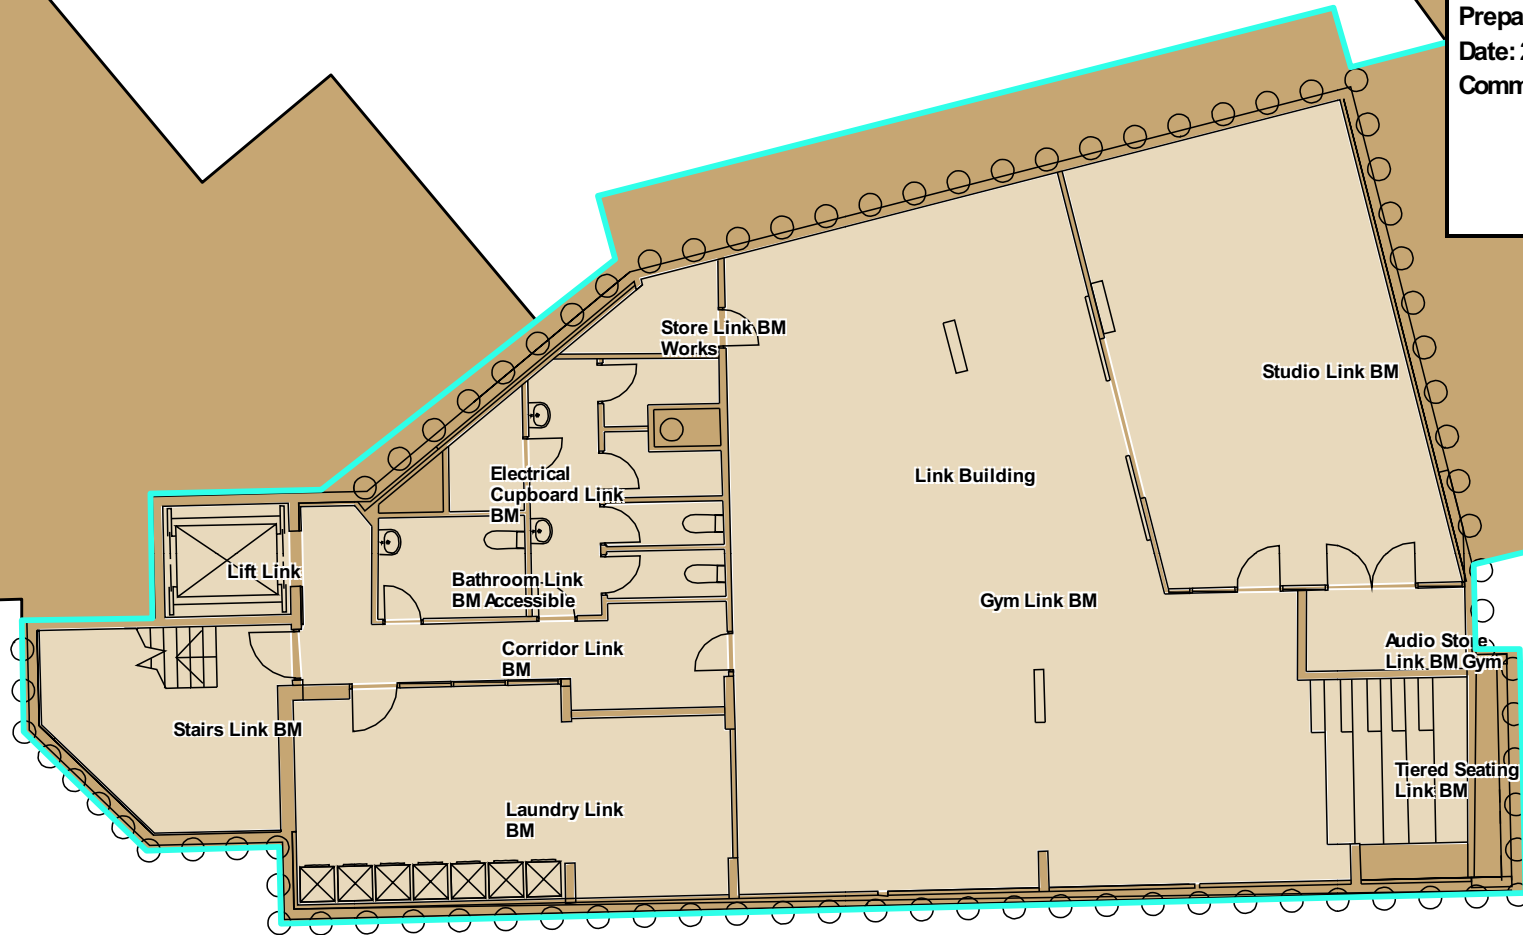 Prepa
Date: 2
Comm
Store Link BM
Works
Studio Link BM
Electrical
Cupboard Link
BM
Link Building
Lift Link
Bathroom Link
BM Accessible
Gym Link BM
Corridor Link
BM
Audio Store
Link BM Gym
Stairs Link BM
Tiered Seating
Link BM
Laundry Link
BM